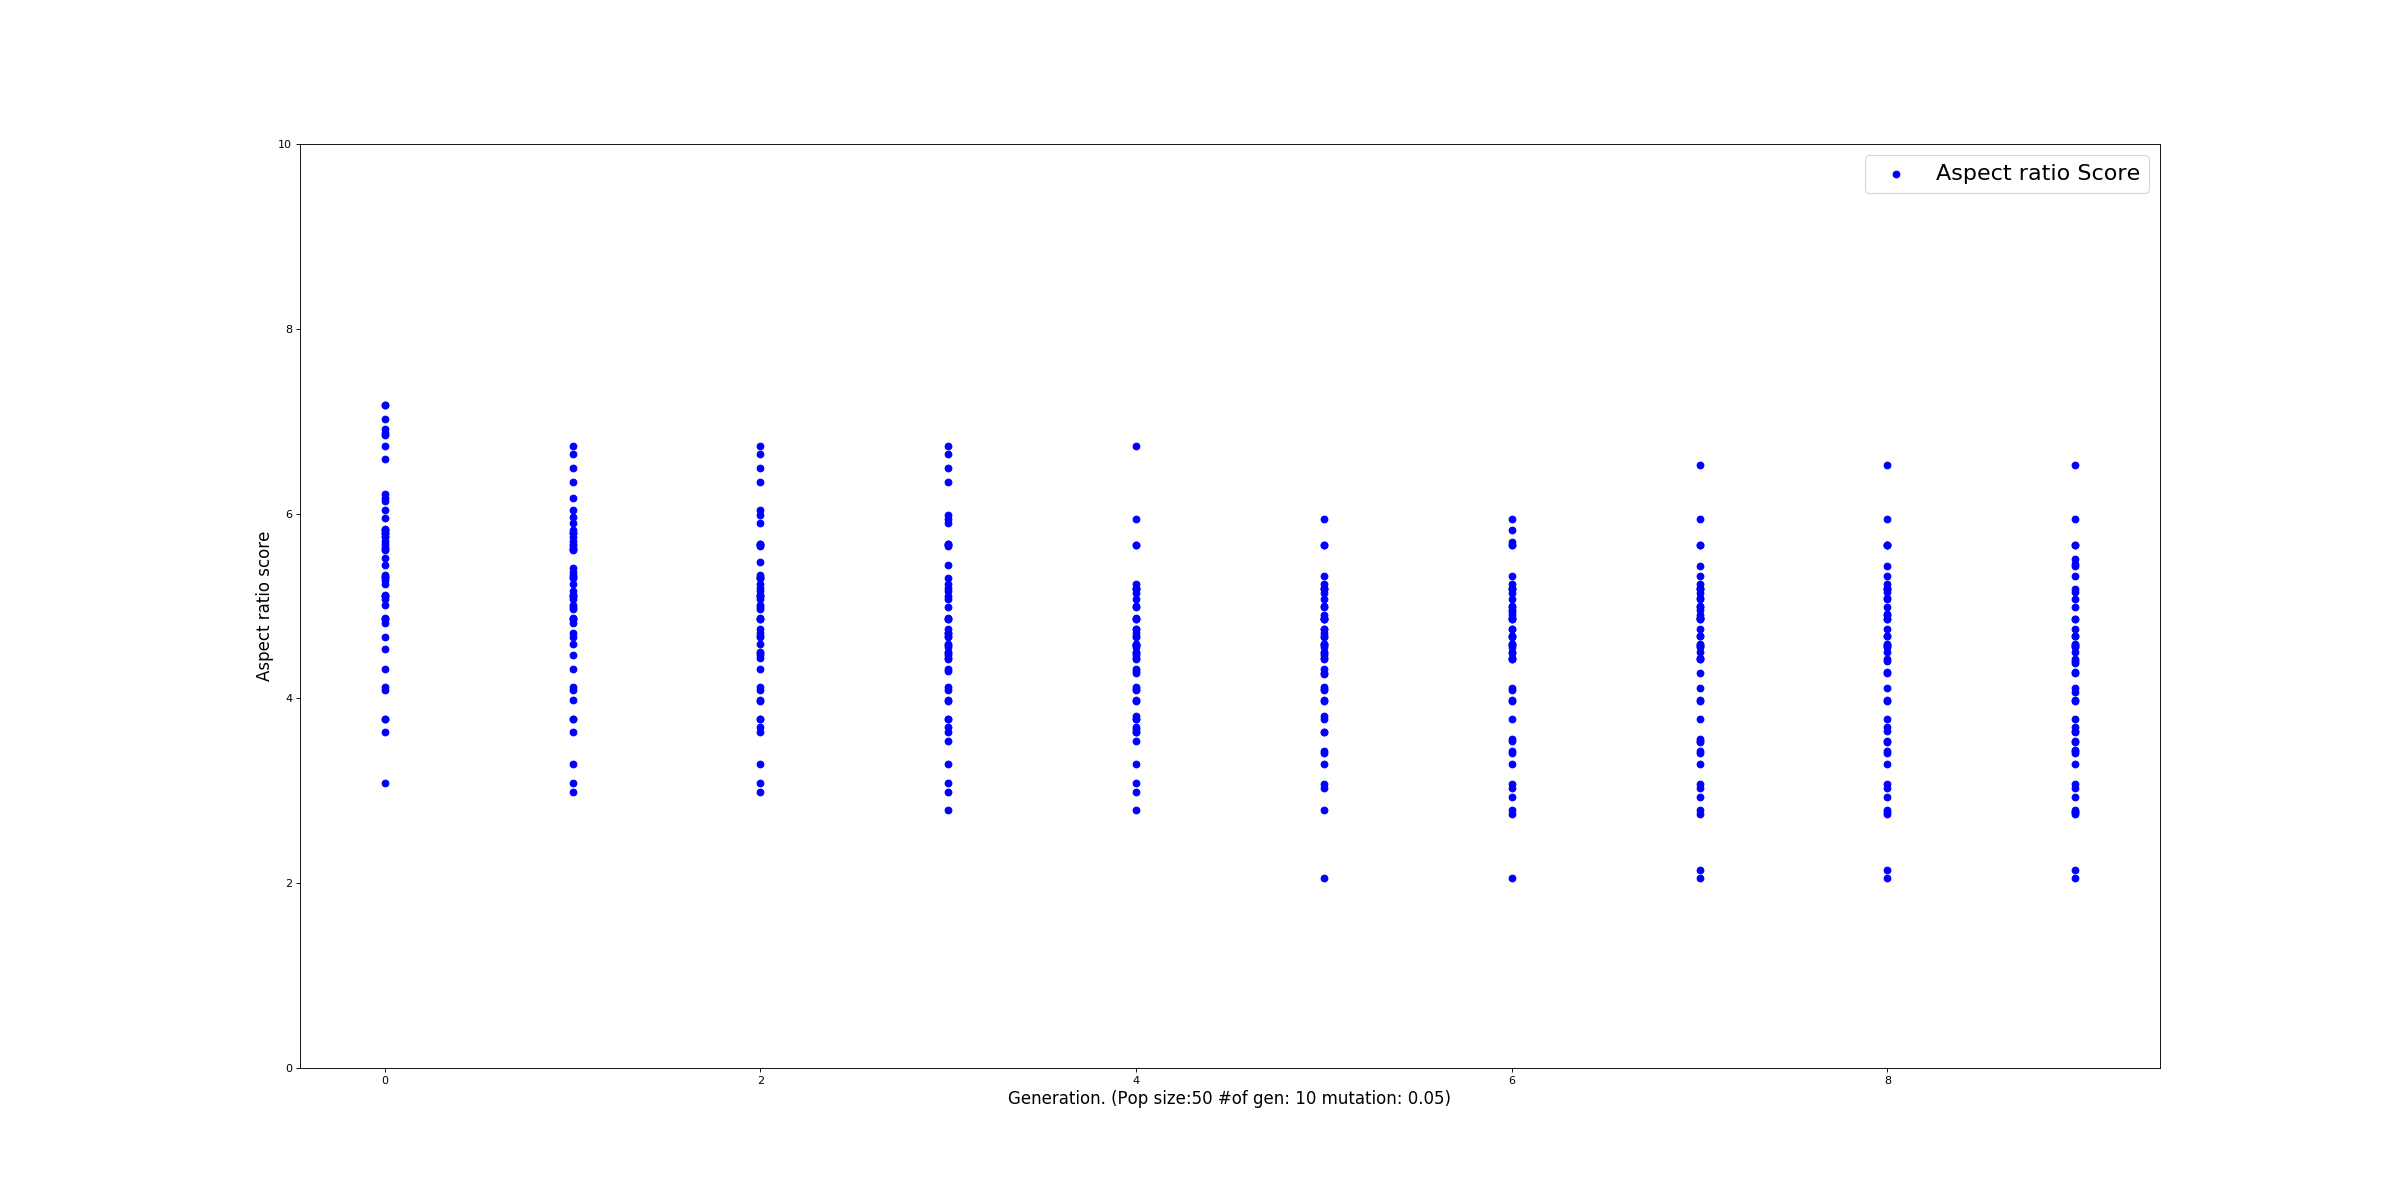 10
Aspect ratio Score
8
6
Aspect ratio score
4
2
0
0 2 4 6 8
Generation. (Pop size:50 #of gen: 10 mutation: 0.05)